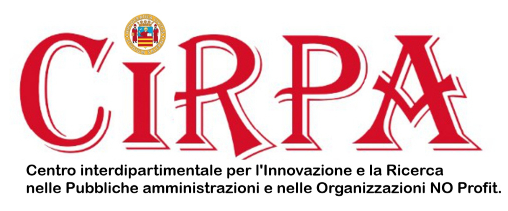 CiRPA
Centro interdipartimentale per l'Innovazione e la Ricerca
nelle Pubbliche amministrazioni e nelle Organizzazioni NO Profit.